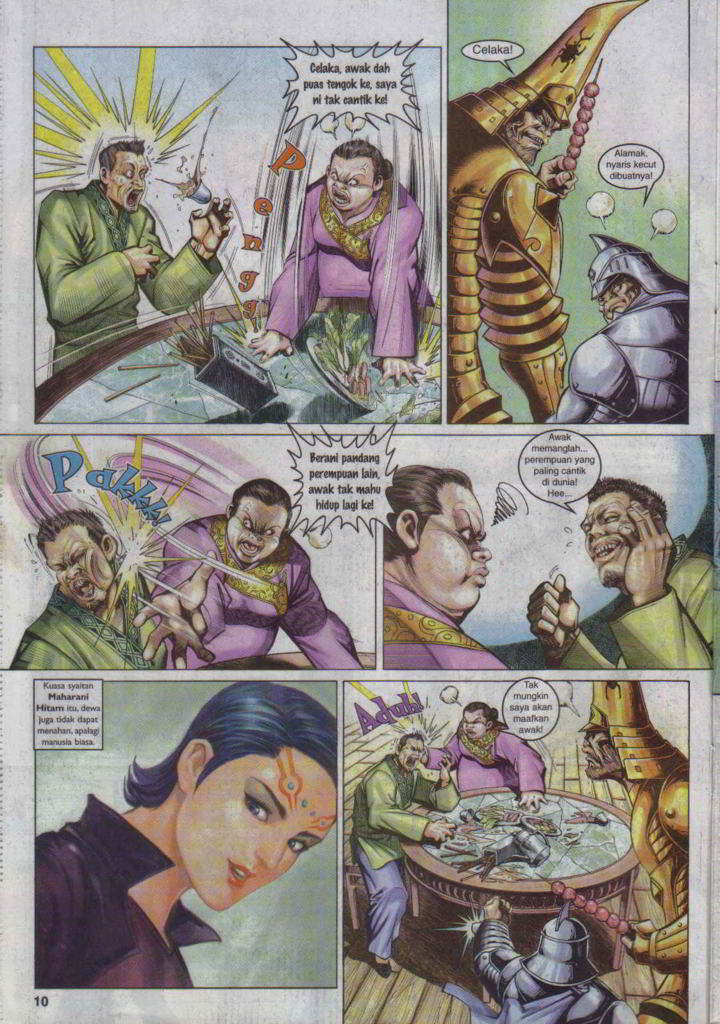 Celaka, awak dah
puas tengok ke, saya
ni tak cantik ke!
Pengg
Celaka!
Alamak,
nyaris kecut
dibuatnya!
Pakkk!
Berani pandang
perempuan lain,
awak tak mahu
hidup lagi ke!
Awak
memanglah...
perempuan yang
paling cantik
di dunia!
Hee...
Kuasa syaitan
Maharani
Hitam itu, dewa
juga tidak dapat
menahan, apalagi
manusia biasa.
Aduh!
Tak
mungkin
saya akan
maafkan
awak!
10